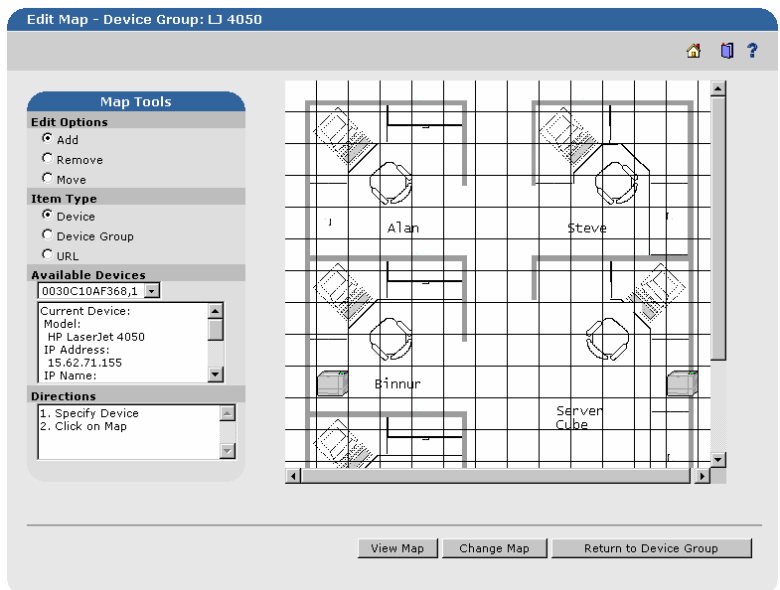 Edit Map - Device Group: LJ 4050
?
Map Tools
Edit Options
Add
Remove
Move
Item Type
Device
Device Group
URL
Available Devices
0030C10AF368,1
Current Device:
Model:
HP LaserJet 4050
IP Address:
15.62.71.155
IP Name:
Directions
1. Specify Device
2. Click on Map
Alan
Steve
Binnur
Server
Cube
View Map
Change Map
Return to Device Group